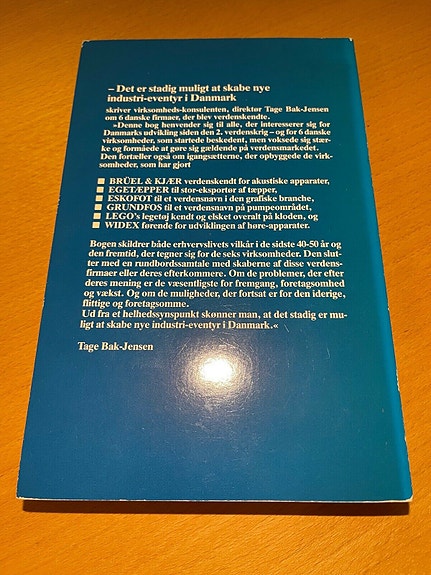 – Det er stadig muligt at skabe nye
industri-eventyr i Danmark
skriver virksomheds-konsulenten, direktør Tage Bak-Jensen
om 6 danske firmaer, der blev verdenskendte.
»Denne bog henvender sig til alle, der interesserer sig for
Danmarks udvikling siden den 2. verdenskrig – og for 6 danske
virksomheder, som startede beskedent, men voksede sig stær-
ke og formåede at gøre sig gældende på verdensmarkedet.
Den fortæller også om igangsætterne, der opbyggede de virk-
somheder, som har gjort
■ BRÜEL & KJÆR verdenskendt for akustiske apparater,
■ EGETÆPPER til stor-eksportør af tæpper,
■ ESKOFOT til et verdensnavn i den grafiske branche,
■ GRUNDFOS til et verdensnavn på pumpeområdet,
■ LEGO's legetøj kendt og elsket overalt på kloden, og
■ WIDEX førende for udviklingen af høre-apparater.
Bogen skildrer både erhvervslivets vilkår i de sidste 40-50 år og
den fremtid, der tegner sig for de seks virksomheder. Den slut-
ter med en rundbordssamtale med skaberne af disse verdens-
firmaer eller deres efterkommere. Om de problemer, der efter
deres mening er de væsentligste for fremgang, foretagsomhed
og vækst. Og om de muligheder, der fortsat er for den iderige,
flittige og foretagsomme.
Ud fra et helhedssynspunkt skønner man, at det stadig er mu-
ligt at skabe nye industri-eventyr i Danmark.«
Tage Bak-Jensen